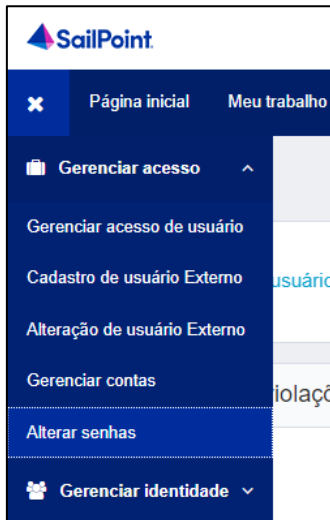 SailPoint.
Página inicial Meu trabalho
Gerenciar acesso
Gerenciar acesso de usuário
Cadastro de usuário Externo
usuário
Alteração de usuário Externo
Gerenciar contas
Alterar senhas
Gerenciar identidade